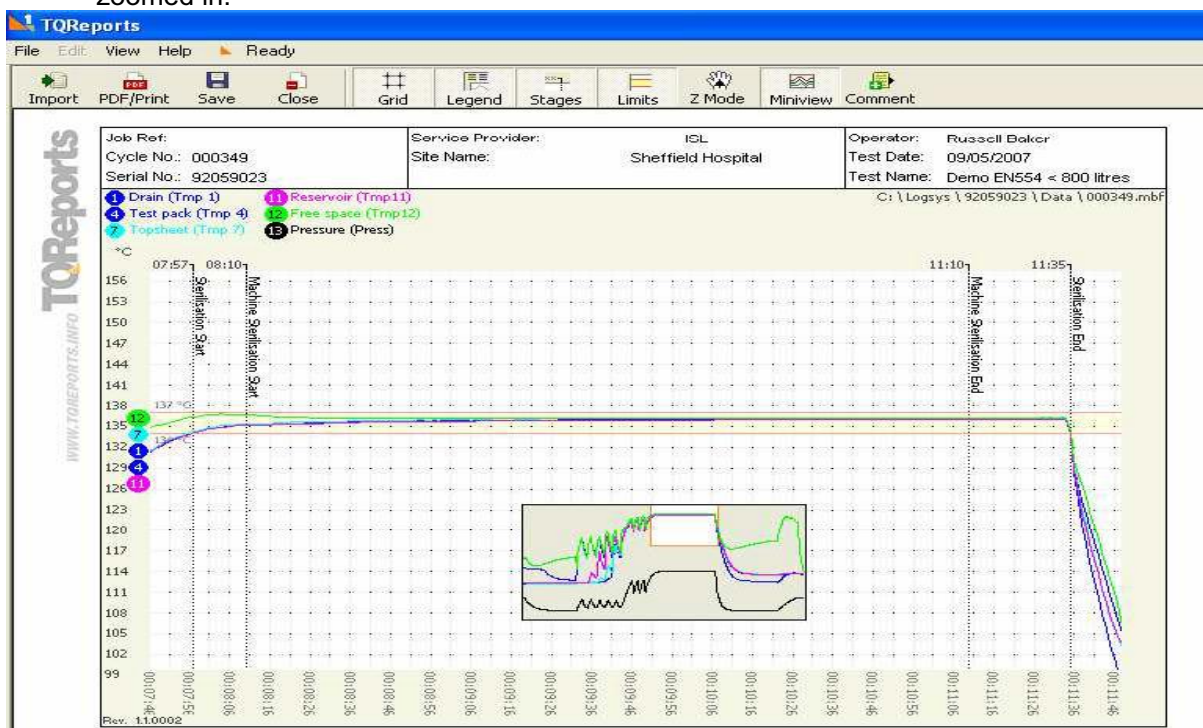 zoomed in.
TQReports
File Edit View Help Ready
Import PDF/Print Save Close Grid Legend Stages Limits Z Mode Miniview Comment
WWW.TQREPORTS.INFO TQReports
Job Ref: Service Provider: ISL Operator: Russell Baker
Cycle No.: 000349 Site Name: Sheffield Hospital Test Date: 09/05/2007
Serial No.: 92059023 Test Name: Demo EN554 < 800 litres
1 Drain (Tmp 1) 11 Reservoir (Tmp11) C:\Logsys\92059023\Data\000349.mbf
4 Test pack (Tmp 4) 12 Free space (Tmp12)
7 Topsheet (Tmp 7) 13 Pressure (Press)
°C
07:57 08:10 11:10 11:35
Sterilisation Start
Machine Sterilisation Start
Machine Sterilisation End
Sterilisation End
156
153
150
147
144
141
138 137 °C
12
135
7
132 1
129 4
126 11
123
120
117
114
111
108
105
102
99
00:07:46 00:07:56 00:08:06 00:08:16 00:08:26 00:08:36 00:08:46 00:08:56 00:09:06 00:09:16 00:09:26 00:09:36 00:09:46 00:09:56 00:10:06 00:10:16 00:10:26 00:10:36 00:10:46 00:10:56 00:11:06 00:11:16 00:11:26 00:11:36 00:11:46
Rev. 1.1.0002